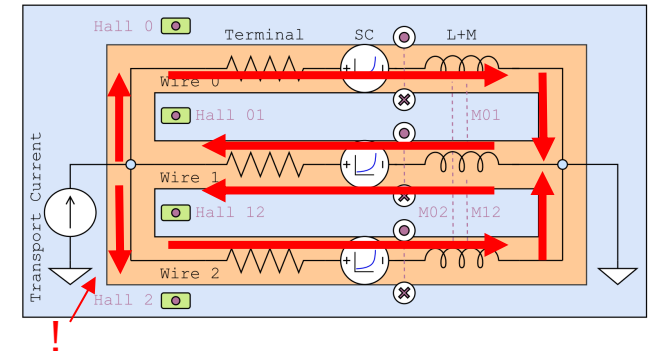 Hall 0
Terminal SC L+M
+ -
Wire 0
Hall 01
M01
+ -
Wire 1
Hall 12
M02 M12
+ -
Wire 2
Hall 2
Transport Current
!